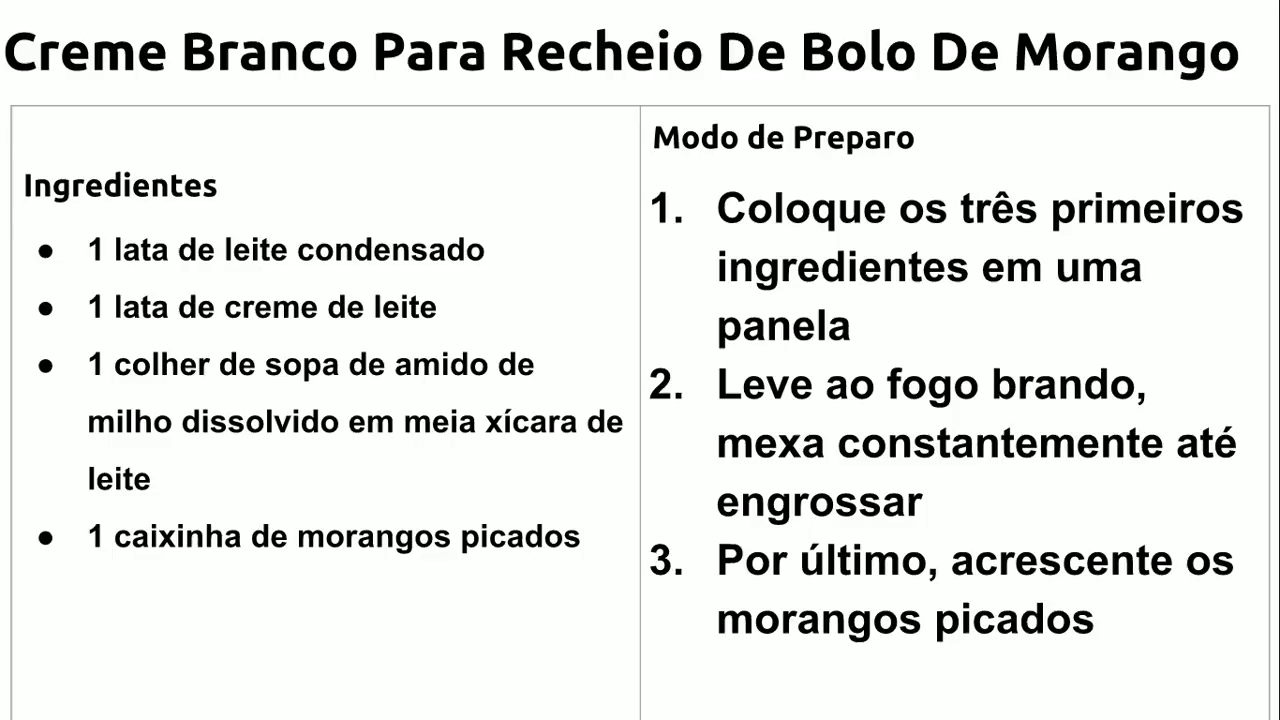 Creme Branco Para Recheio De Bolo De Morango
Ingredientes
● 1 lata de leite condensado
● 1 lata de creme de leite
● 1 colher de sopa de amido de
milho dissolvido em meia xícara de
leite
● 1 caixinha de morangos picados
Modo de Preparo
1. Coloque os três primeiros
ingredientes em uma
panela
2. Leve ao fogo brando,
mexa constantemente até
engrossar
3. Por último, acrescente os
morangos picados